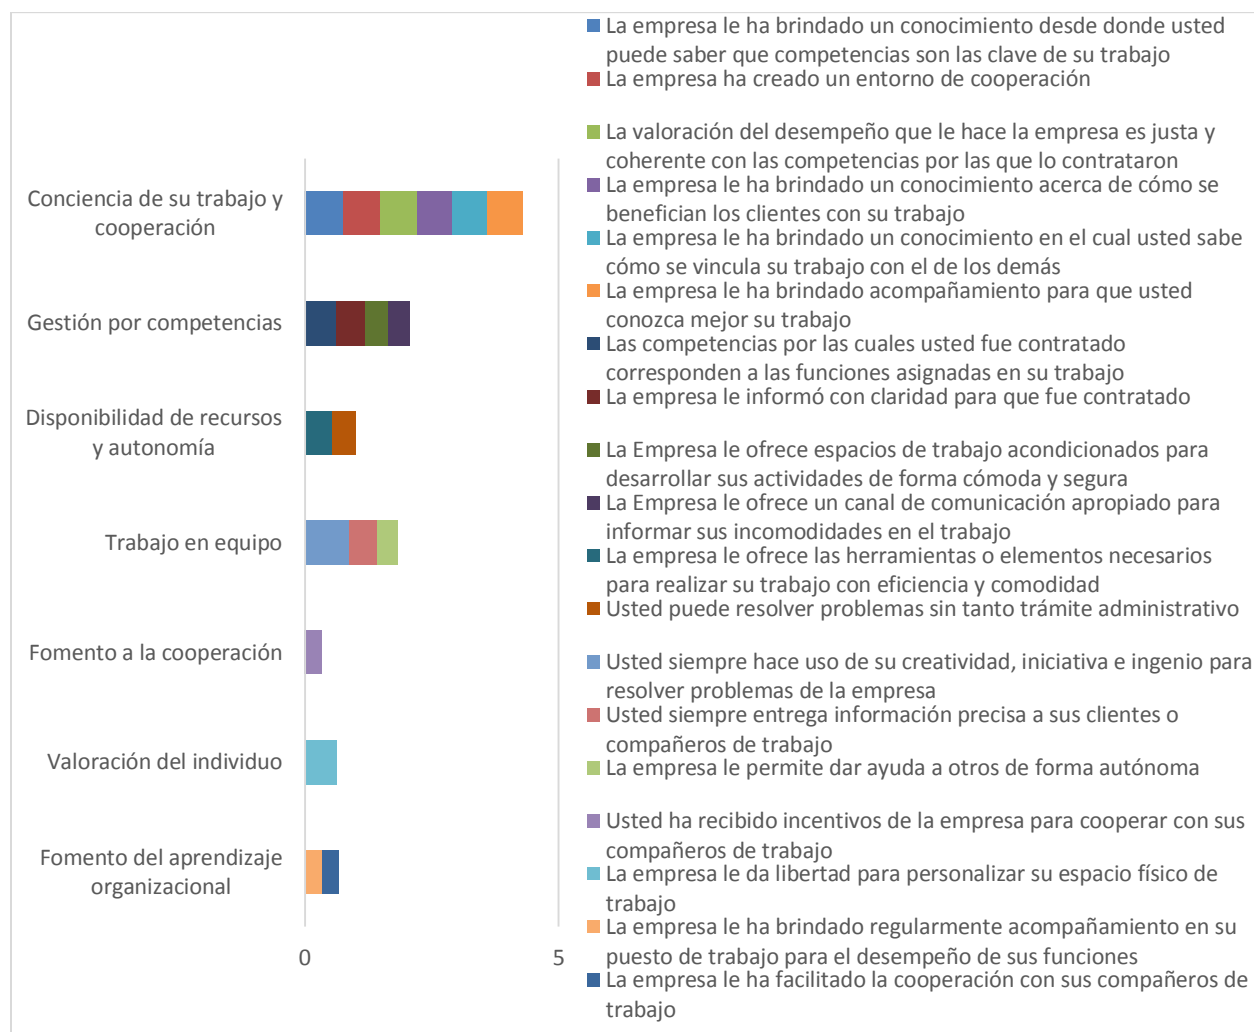 Conciencia de su trabajo y
cooperación
Gestión por competencias
Disponibilidad de recursos
y autonomía
Trabajo en equipo
Fomento a la cooperación
Valoración del individuo
Fomento del aprendizaje
organizacional
0
5
La empresa le ha brindado un conocimiento desde donde usted
puede saber que competencias son las clave de su trabajo
La empresa ha creado un entorno de cooperación
La valoración del desempeño que le hace la empresa es justa y
coherente con las competencias por las que lo contrataron
La empresa le ha brindado un conocimiento acerca de cómo se
benefician los clientes con su trabajo
La empresa le ha brindado un conocimiento en el cual usted sabe
cómo se vincula su trabajo con el de los demás
La empresa le ha brindado acompañamiento para que usted
conozca mejor su trabajo
Las competencias por las cuales usted fue contratado
corresponden a las funciones asignadas en su trabajo
La empresa le informó con claridad para que fue contratado
La Empresa le ofrece espacios de trabajo acondicionados para
desarrollar sus actividades de forma cómoda y segura
La Empresa le ofrece un canal de comunicación apropiado para
informar sus incomodidades en el trabajo
La empresa le ofrece las herramientas o elementos necesarios
para realizar su trabajo con eficiencia y comodidad
Usted puede resolver problemas sin tanto trámite administrativo
Usted siempre hace uso de su creatividad, iniciativa e ingenio para
resolver problemas de la empresa
Usted siempre entrega información precisa a sus clientes o
compañeros de trabajo
La empresa le permite dar ayuda a otros de forma autónoma
Usted ha recibido incentivos de la empresa para cooperar con sus
compañeros de trabajo
La empresa le da libertad para personalizar su espacio físico de
trabajo
La empresa le ha brindado regularmente acompañamiento en su
puesto de trabajo para el desempeño de sus funciones
La empresa le ha facilitado la cooperación con sus compañeros de
trabajo